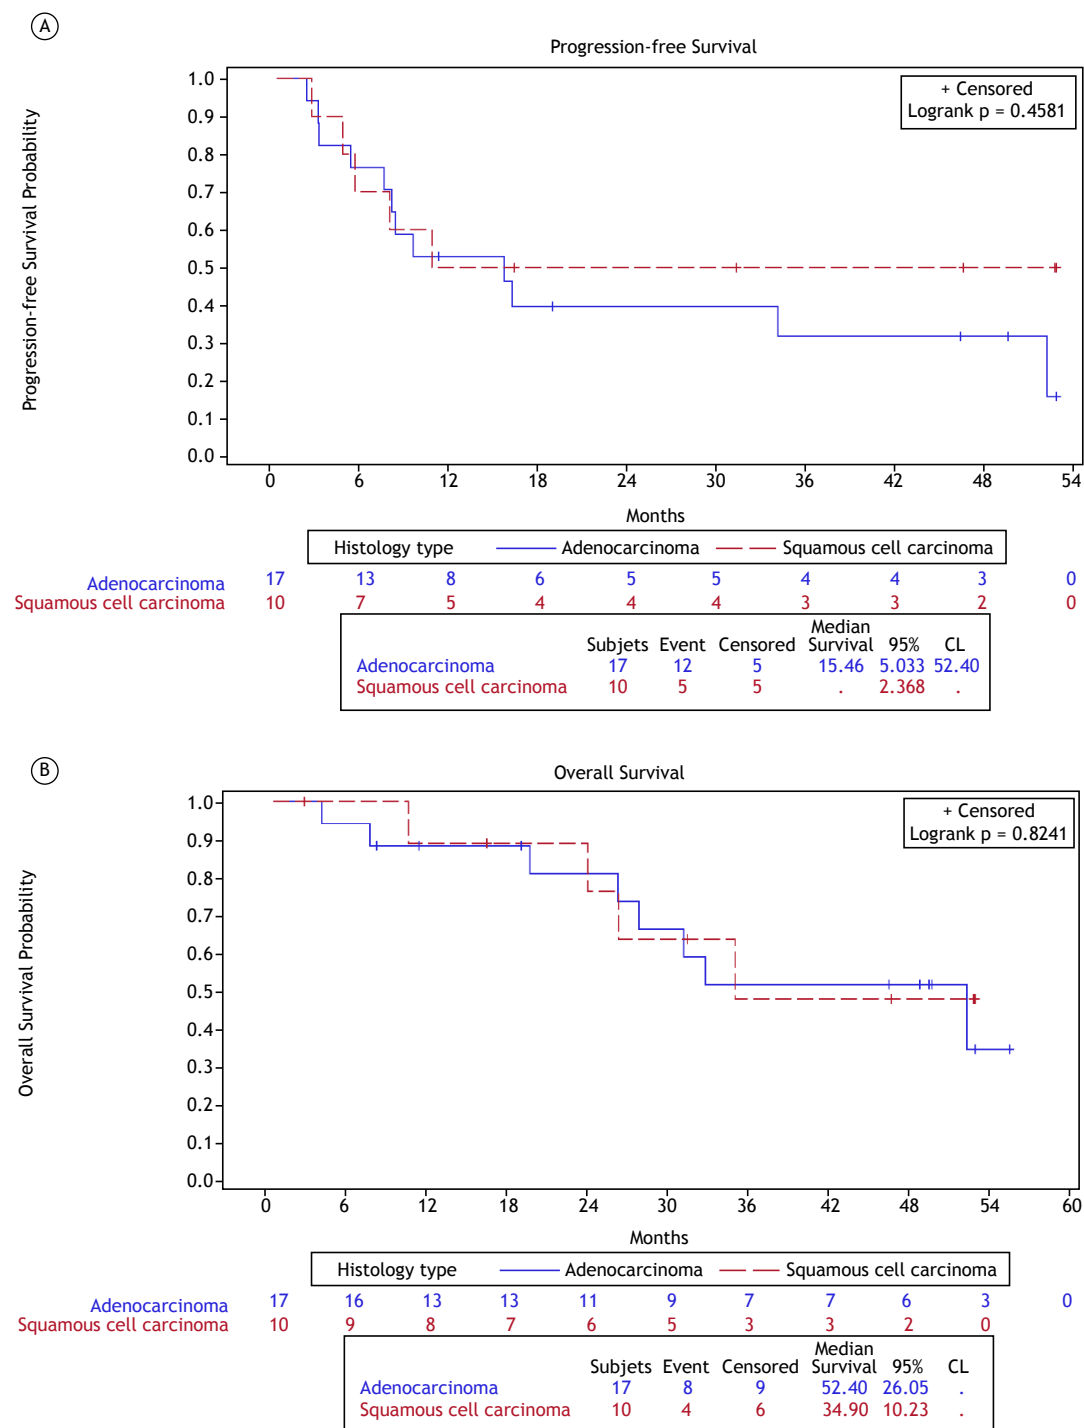 A
Progression-free Survival
+ Censored
Logrank p = 0.4581
Progression-free Survival Probability
1.0
0.9
0.8
0.7
0.6
0.5
0.4
0.3
0.2
0.1
0.0
0 6 12 18 24 30 36 42 48 54
Months
Histology type Adenocarcinoma Squamous cell carcinoma
Adenocarcinoma 17 13 8 6 5 5 4 4 3 0
Squamous cell carcinoma 10 7 5 4 4 4 3 3 2 0
Median
Subjets Event Censored Survival 95% CL
Adenocarcinoma 17 12 5 15.46 5.033 52.40
Squamous cell carcinoma 10 5 5 . 2.368 .
B
Overall Survival
+ Censored
Logrank p = 0.8241
Overall Survival Probability
1.0
0.9
0.8
0.7
0.6
0.5
0.4
0.3
0.2
0.1
0.0
0 6 12 18 24 30 36 42 48 54 60
Months
Histology type Adenocarcinoma Squamous cell carcinoma
Adenocarcinoma 17 16 13 13 11 9 7 7 6 3 0
Squamous cell carcinoma 10 9 8 7 6 5 3 3 2 0
Median
Subjets Event Censored Survival 95% CL
Adenocarcinoma 17 8 9 52.40 26.05 .
Squamous cell carcinoma 10 4 6 34.90 10.23 .